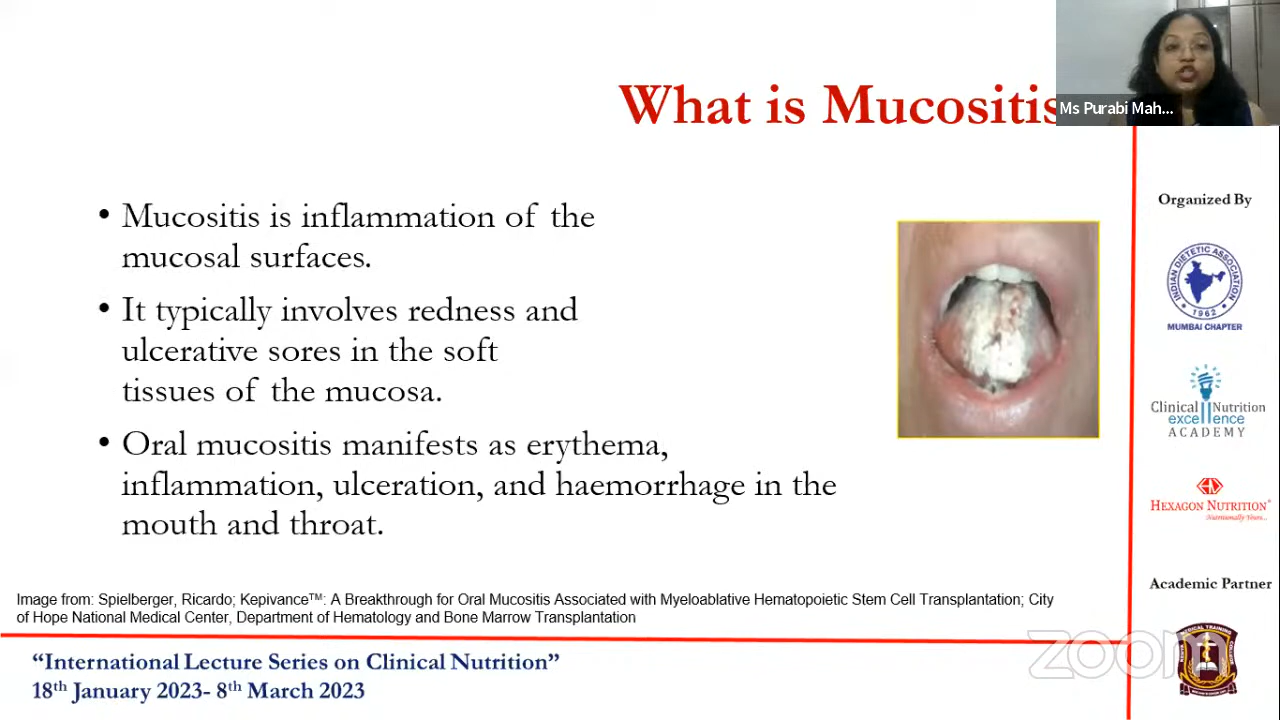 What is Mucositis
Ms Purabi Mah...
• Mucositis is inflammation of the
mucosal surfaces.
• It typically involves redness and
ulcerative sores in the soft
tissues of the mucosa.
• Oral mucositis manifests as erythema,
inflammation, ulceration, and haemorrhage in the
mouth and throat.
Image from: Spielberger, Ricardo; Kepivance™: A Breakthrough for Oral Mucositis Associated with Myeloablative Hematopoietic Stem Cell Transplantation; City
of Hope National Medical Center, Department of Hematology and Bone Marrow Transplantation
“International Lecture Series on Clinical Nutrition”
18th January 2023- 8th March 2023
Organized By
INDIAN DIETETIC ASSOCIATION
1962
MUMBAI CHAPTER
Clinical Nutrition
excellence
ACADEMY
HEXAGON NUTRITION®
Nutritionally Yours...
Academic Partner
zoom